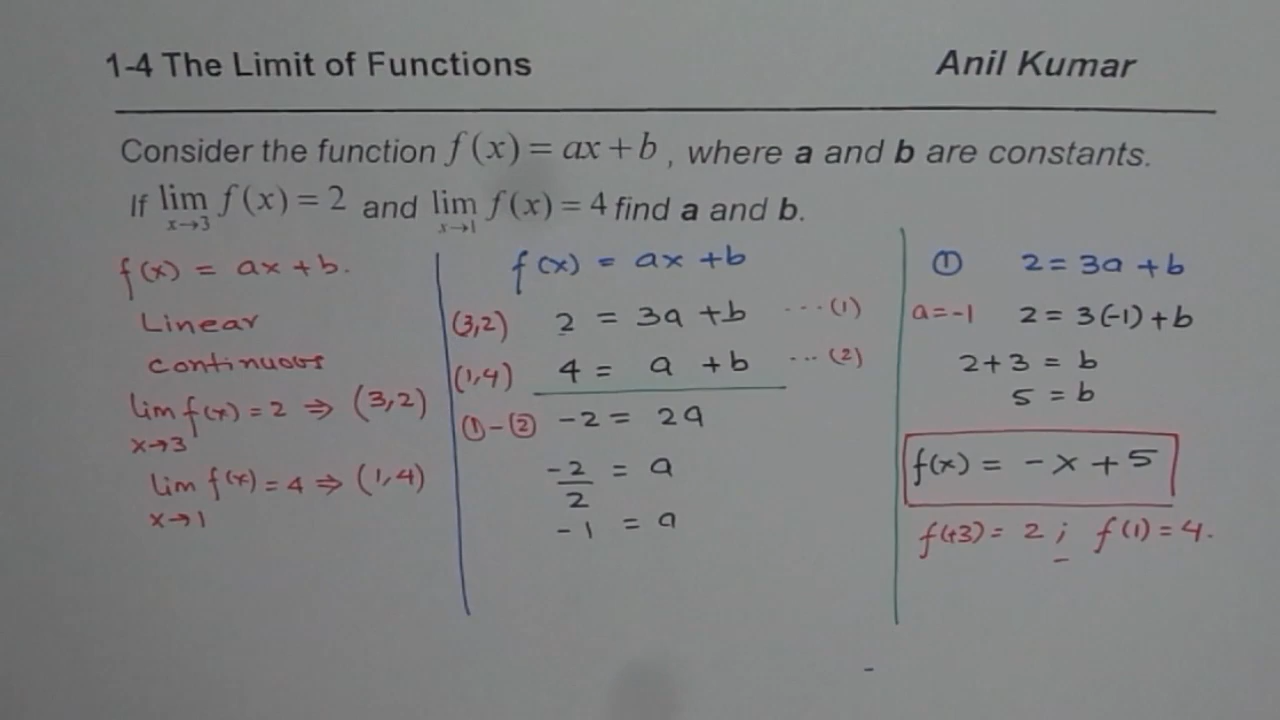 1-4 The Limit of Functions Anil Kumar
Consider the function f(x) = ax + b, where a and b are constants.
If lim x→3 f(x) = 2 and lim x→1 f(x) = 4 find a and b.
f(x) = ax + b.
Linear
continuous
lim x→3 f(x) = 2 ⇒ (3,2)
lim x→1 f(x) = 4 ⇒ (1,4)
f(x) = ax + b
(3,2) 2 = 3a + b ---(1)
(1,4) 4 = a + b ...(2)
①-② -2 = 2a
-2/2 = a
-1 = a
① 2 = 3a + b
a=-1 2 = 3(-1) + b
2+3 = b
5 = b
f(x) = -x + 5
f(+3) = 2 ; f(1) = 4.